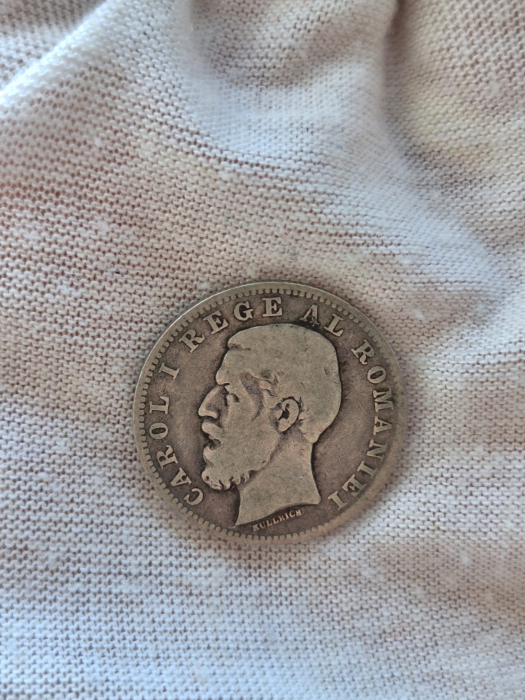 CAROL I REGE AL ROMANIEI
KULLRICH